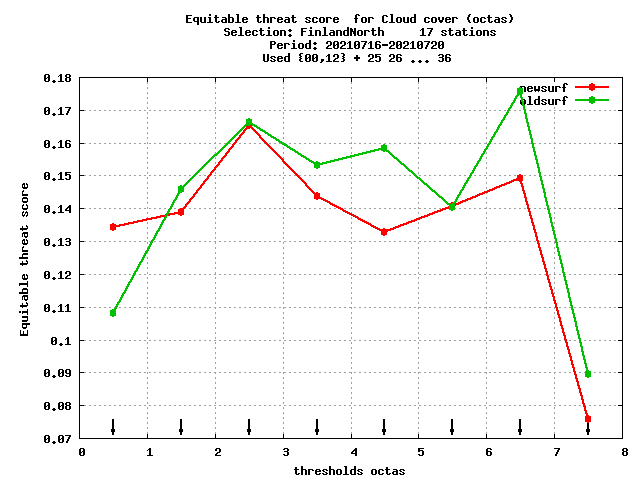 Equitable threat score  for Cloud cover (octas)
Selection: FinlandNorth     17 stations
Period: 20210716-20210720
Used {00,12} + 25 26 ... 36
newsurf
oldsurf
Equitable threat score
0.18
0.17
0.16
0.15
0.14
0.13
0.12
0.11
0.1
0.09
0.08
0.07
0 1 2 3 4 5 6 7 8
thresholds octas